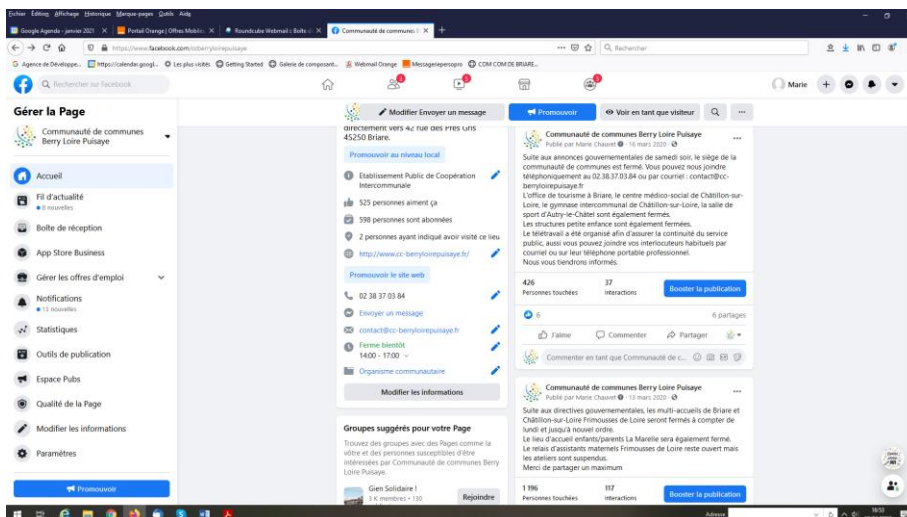 Fichier Édition Affichage Historique Marque-pages Outils Aide
Google Agenda - janvier 2021
Portail Orange | Offres Mobiles
Roundcube Webmail :: Boîte
Communauté de communes
https://www.facebook.com/ccberryloirepuisaye
Rechercher
Agence de Développe...
https://calendar.googl...
Les plus visités
Getting Started
Galerie de composant...
Webmail Orange
Messageriepercopro
COM COM DE BRIARE...
Rechercher sur Facebook
Marie
Gérer la Page
Communauté de communes
Berry Loire Puisaye
Accueil
Fil d'actualité
8 nouvelles
Boîte de réception
App Store Business
Gérer les offres d'emploi
Notifications
13 nouvelles
Statistiques
Outils de publication
Espace Pubs
Qualité de la Page
Modifier les informations
Paramètres
Promouvoir
Modifier Envoyer un message
Promouvoir
Voir en tant que visiteur
directement vers 42 rue des Prés Gris
45250 Briare.
Promouvoir au niveau local
Etablissement Public de Coopération
Intercommunale
525 personnes aiment ça
598 personnes sont abonnées
2 personnes ayant indiqué avoir visité ce lieu
http://www.cc-berryloirepuisaye.fr/
Promouvoir le site web
02 38 37 03 84
Envoyer un message
contact@cc-berryloirepuisaye.fr
Ferme bientôt
14:00 - 17:00
Organisme communautaire
Modifier les informations
Groupes suggérés pour votre Page
Trouvez des groupes avec des Pages comme la
vôtre et des personnes susceptibles d'être
intéressées par Communauté de communes Berry
Loire Puisaye.
Gien Solidaire !
3 K membres • 130
Rejoindre
Communauté de communes Berry Loire Puisaye
Publié par Marie Chauvet · 16 mars 2020 ·
Suite aux annonces gouvernementales de samedi soir, le siège de la
communauté de communes est fermé. Vous pouvez nous joindre
téléphoniquement au 02.38.37.03.84 ou par courriel : contact@cc-
berryloirepuisaye.fr
L'office de tourisme à Briare, le centre médico-social de Châtillon-sur-
Loire, le gymnase intercommunal de Châtillon-sur-Loire, la salle de
sport d'Autry-le-Châtel sont également fermés.
Les structures petite enfance sont également fermées.
Le télétravail a été organisé afin d'assurer la continuité du service
public, aussi vous pouvez joindre vos interlocuteurs habituels par
courriel ou sur leur téléphone portable professionnel.
Nous vous tiendrons informés.
426
Personnes touchées
37
Interactions
Booster la publication
6
6 partages
J'aime
Commenter
Partager
Commenter en tant que Communauté de c...
Communauté de communes Berry Loire Puisaye
Publié par Marie Chauvet · 13 mars 2020 ·
Suite aux directives gouvernementales, les multi-accueils de Briare et
Châtillon-sur-Loire Frimousses de Loire seront fermés à compter de
lundi et jusqu'à nouvel ordre.
Le lieu d'accueil enfants/parents La Marelle sera également fermé.
Le relais d'assistants maternels Frimousses de Loire reste ouvert mais
les ateliers sont suspendus.
Merci de partager un maximum
1 196
Personnes touchées
117
Interactions
Booster la publication
Adresse
16:53